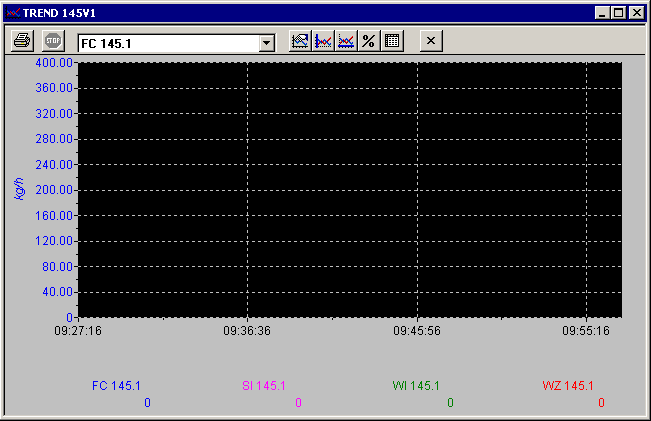 TREND 145V1
STOP
FC 145.1
%
400.00
360.00
320.00
280.00
240.00
200.00
160.00
120.00
80.00
40.00
0
kg/h
09:27:16 09:36:36 09:45:56 09:55:16
FC 145.1 SI 145.1 WI 145.1 WZ 145.1
0 0 0 0